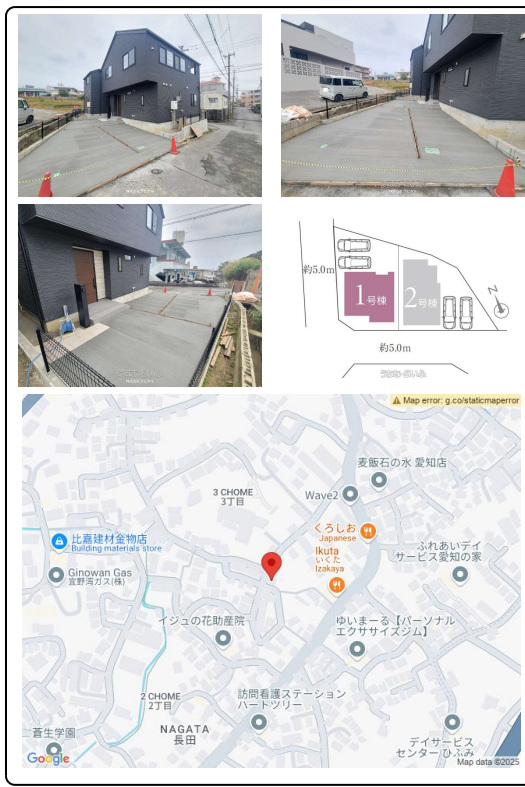 約5.0m
1号棟
2号棟
N
約5.0m
Map error: g.co/staticmaperror
麦飯石の水 愛知店
3 CHOME
3丁目
Wave2
くろしお
Japanese
比嘉建材金物店
Building materials store
Ikuta
いくた
Izakaya
ふれあいデイ
サービス愛知の家
Ginowan Gas
宜野湾ガス(株)
イジュの花助産院
ゆいまーる【パーソナル
エクササイズジム】
2 CHOME
2丁目
訪問看護ステーション
ハートツリー
NAGATA
長田
蒼生学園
デイサービス
センター ひふみ
Google
Map data ©2025